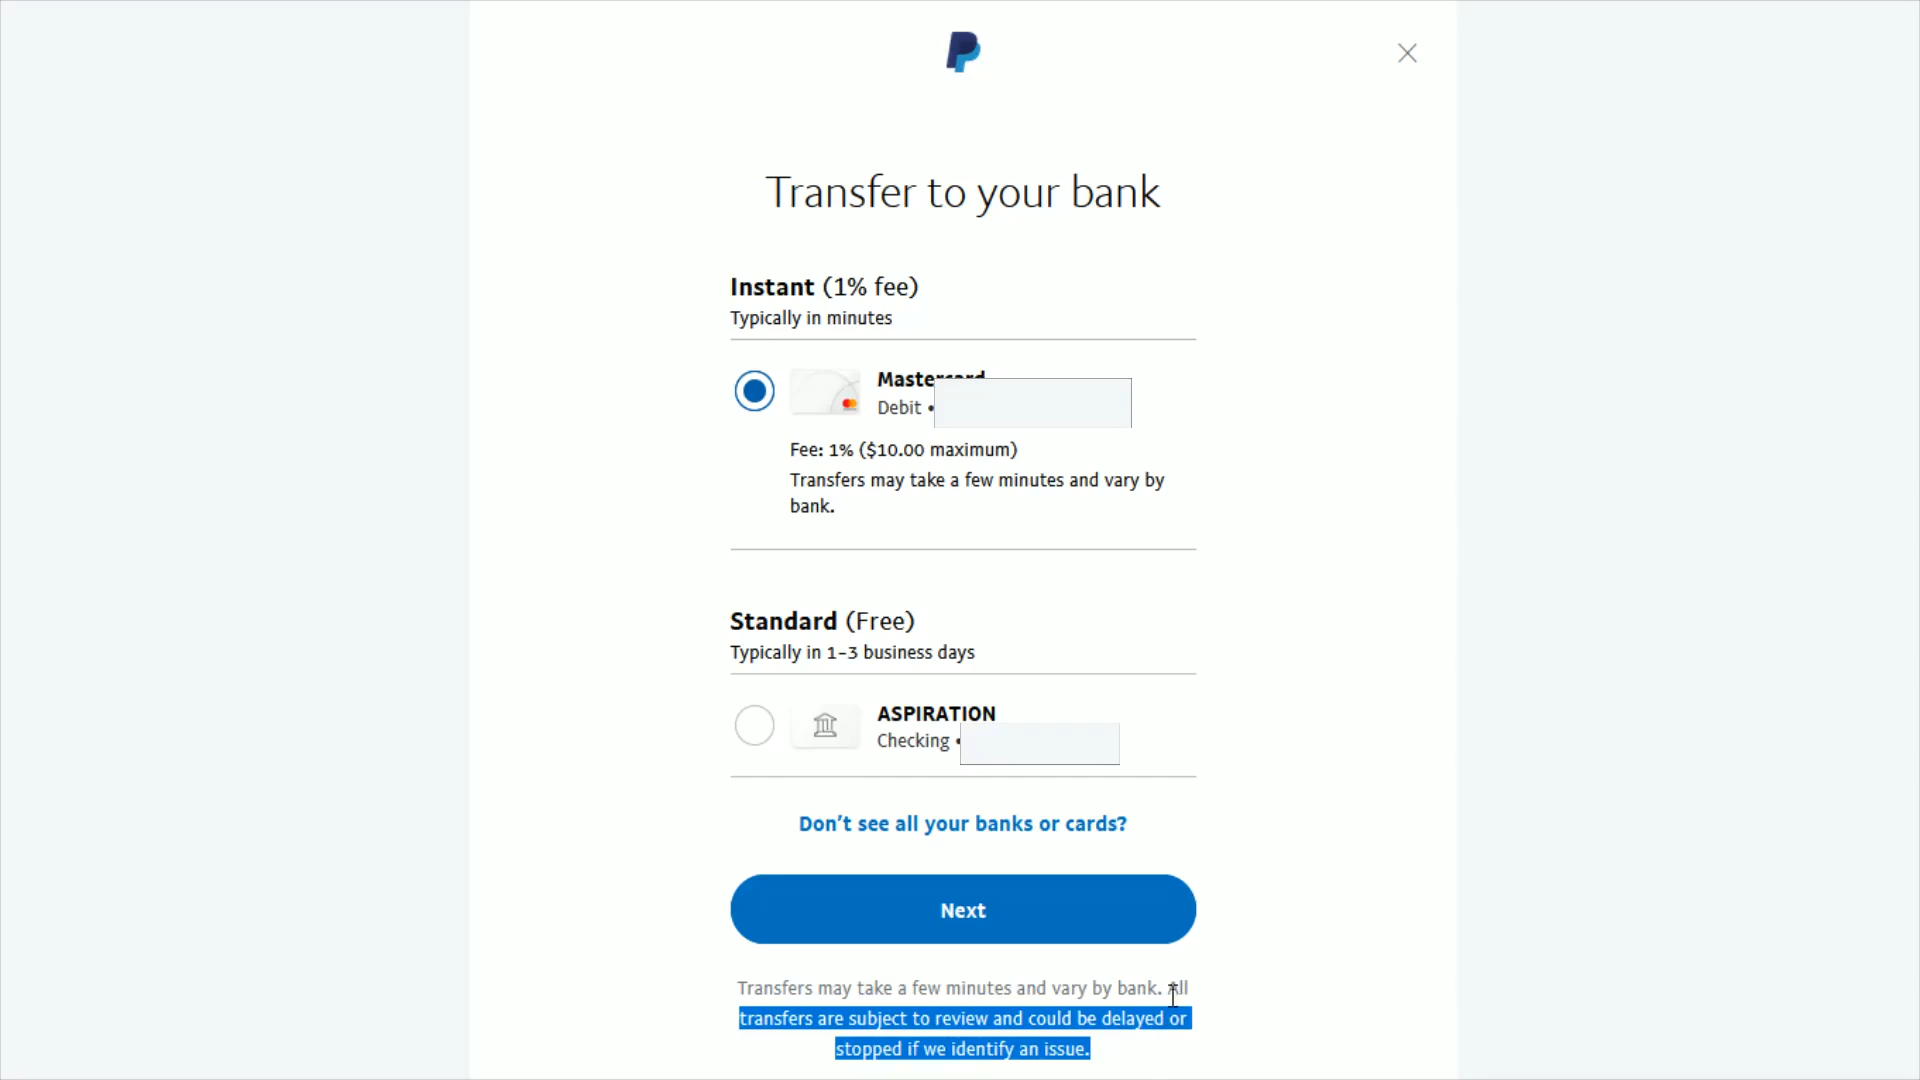 Transfer to your bank
Instant (1% fee)
Typically in minutes
Mastercard
Debit •
Fee: 1% ($10.00 maximum)
Transfers may take a few minutes and vary by
bank.
Standard (Free)
Typically in 1-3 business days
ASPIRATION
Checking •
Don't see all your banks or cards?
Next
Transfers may take a few minutes and vary by bank. All
transfers are subject to review and could be delayed or
stopped if we identify an issue.